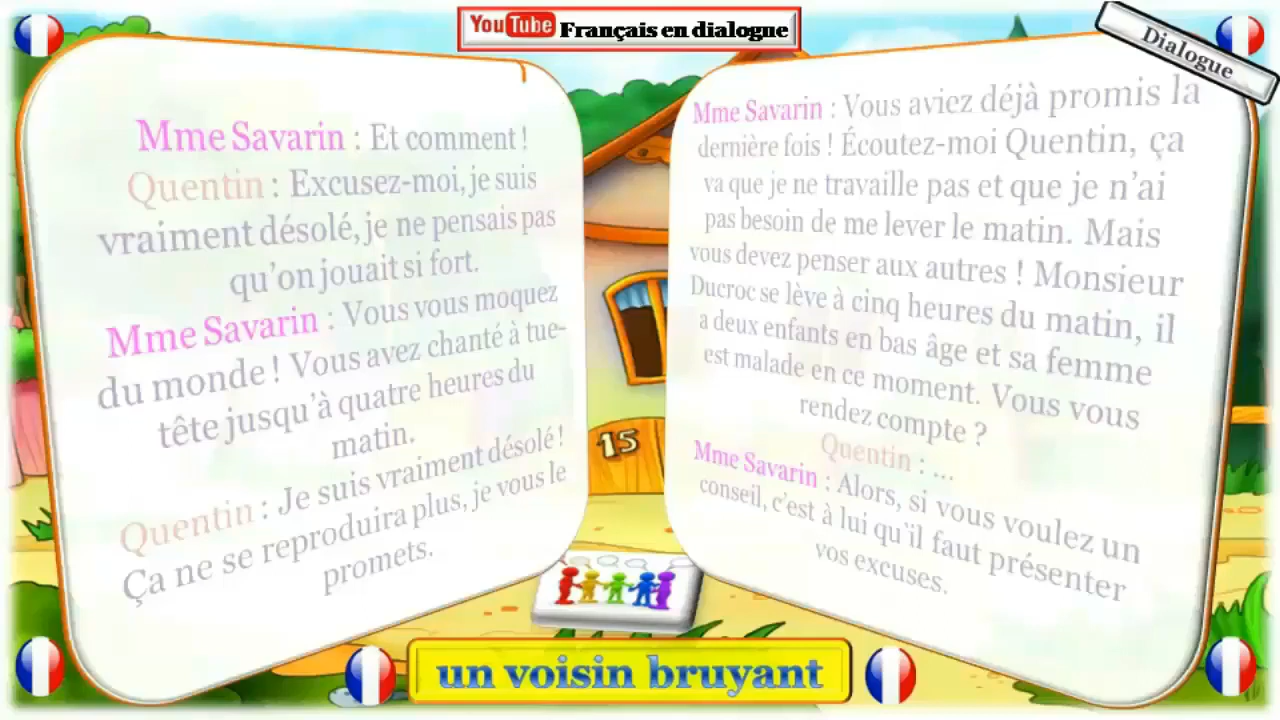 YouTube Français en dialogue
Dialogue
Mme Savarin : Et comment !
Quentin : Excusez-moi, je suis
vraiment désolé, je ne pensais pas
qu'on jouait si fort.
Mme Savarin : Vous vous moquez
du monde ! Vous avez chanté à tue-
tête jusqu'à quatre heures du
matin.
Quentin : Je suis vraiment désolé !
Ça ne se reproduira plus, je vous le
promets.
Mme Savarin : Vous aviez déjà promis la
dernière fois ! Écoutez-moi Quentin, ça
va que je ne travaille pas et que je n'ai
pas besoin de me lever le matin. Mais
vous devez penser aux autres ! Monsieur
Ducroc se lève à cinq heures du matin, il
a deux enfants en bas âge et sa femme
est malade en ce moment. Vous vous
rendez compte ?
Quentin : ...
Mme Savarin : Alors, si vous voulez un
conseil, c'est à lui qu'il faut présenter
vos excuses.
15
un voisin bruyant